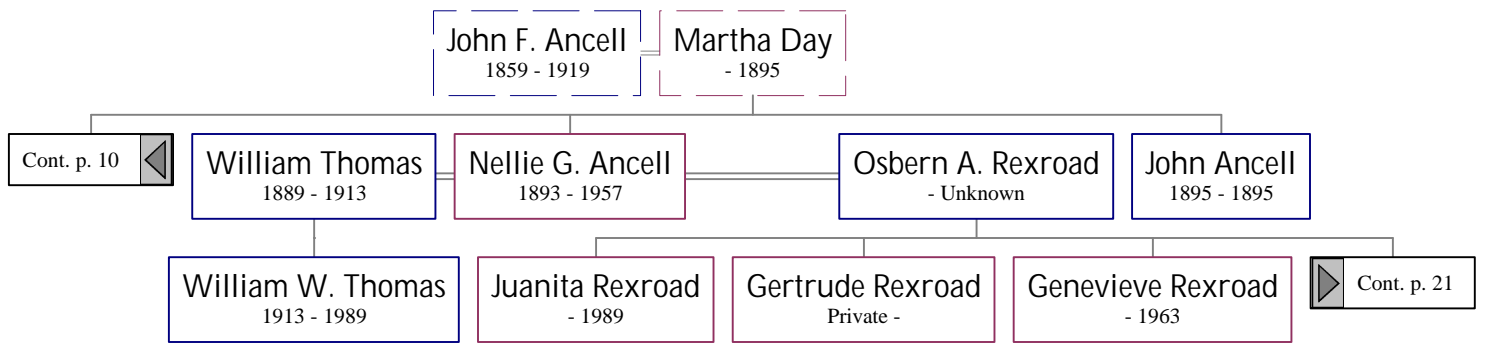 John F. Ancell
1859 - 1919
Martha Day
- 1895
Cont. p. 10
William Thomas
1889 - 1913
Nellie G. Ancell
1893 - 1957
Osbern A. Rexroad
- Unknown
John Ancell
1895 - 1895
William W. Thomas
1913 - 1989
Juanita Rexroad
- 1989
Gertrude Rexroad
Private -
Genevieve Rexroad
- 1963
Cont. p. 21